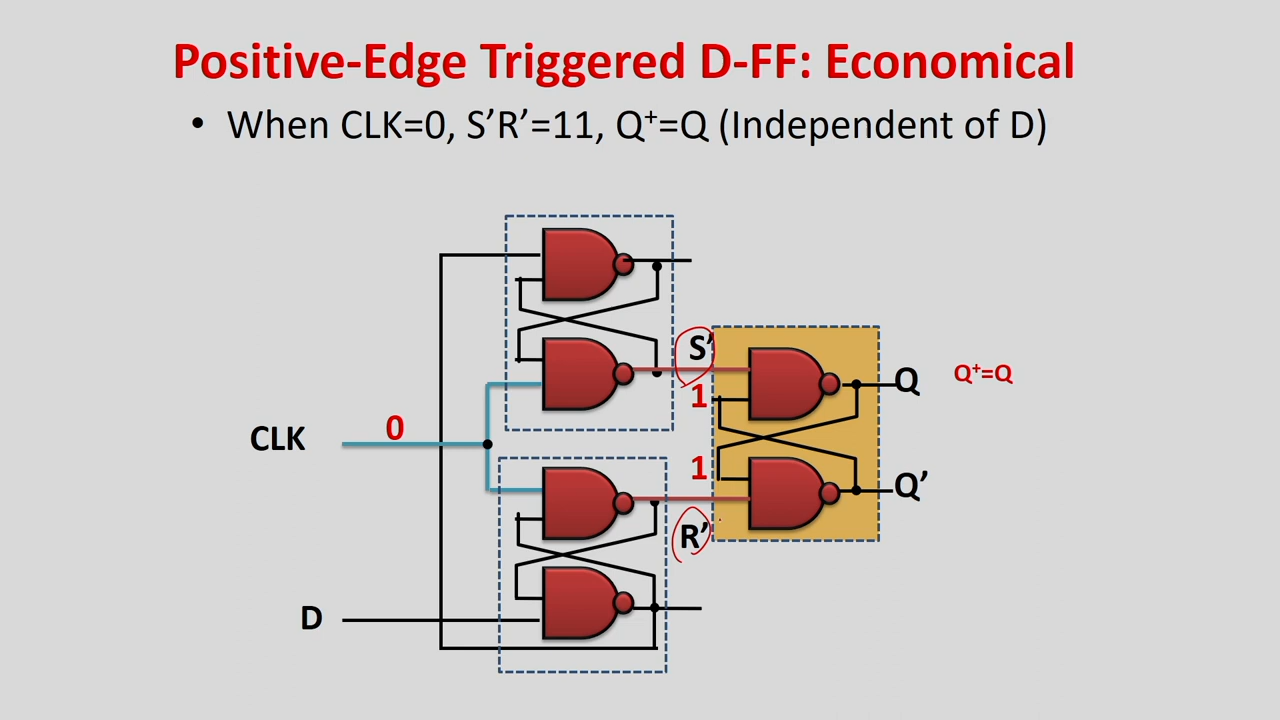 Positive-Edge Triggered D-FF: Economical
• When CLK=0, S’R’=11, Q⁺=Q (Independent of D)
S’
1
Q
Q⁺=Q
0
CLK
1
Q’
R’
D